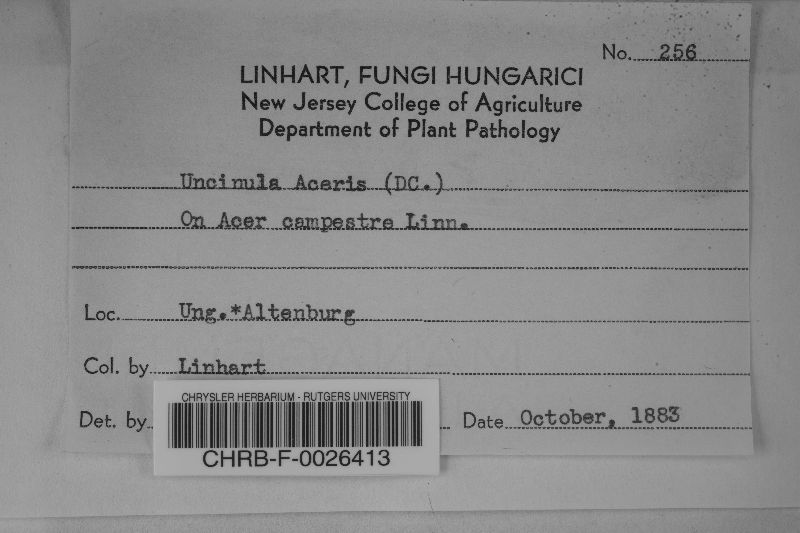 No. 256
LINHART, FUNGI HUNGARICI
New Jersey College of Agriculture
Department of Plant Pathology
Uncinula Aceris (DC.)
On Acer campestre Linn.
Loc. Ung.*Altenburg
Col. by Linhart
Det. by
Date October, 1883
CHRYSLER HERBARIUM - RUTGERS UNIVERSITY
CHRB-F-0026413